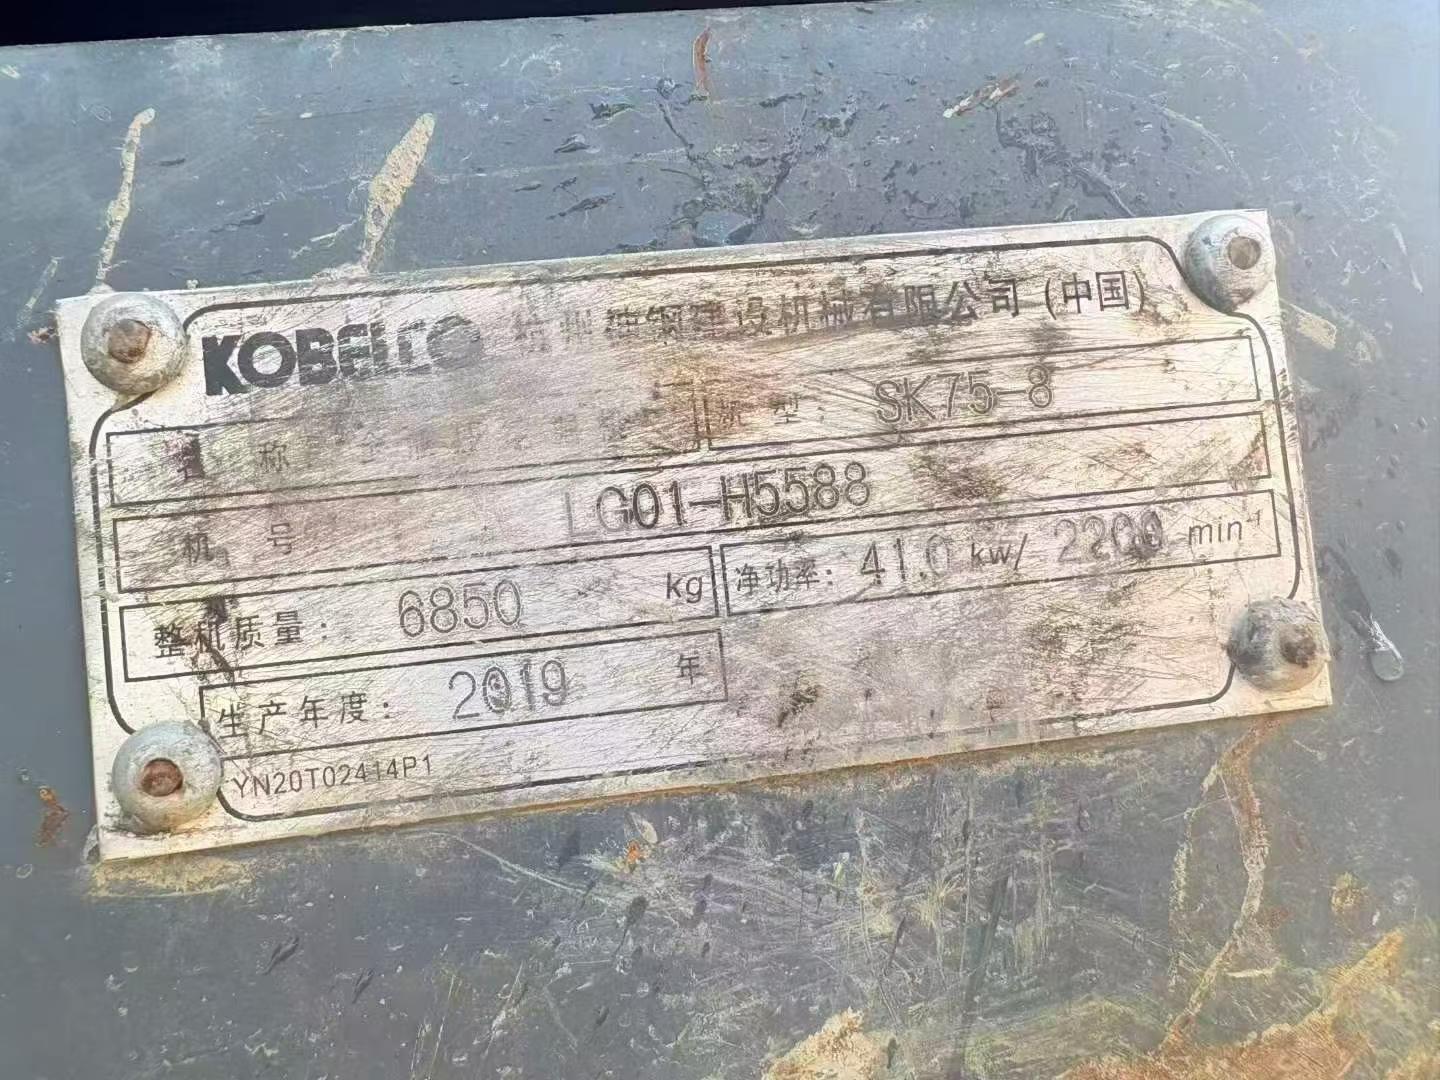 KOBELCO 杭州神钢建设机械有限公司（中国）
名 称 机 型： SK75-8
机 号 LG01-H5588
整机质量： 6850 kg 净功率： 41.0 kw/ 2200 min⁻¹
生产年度： 2019 年
YN20T02414P1